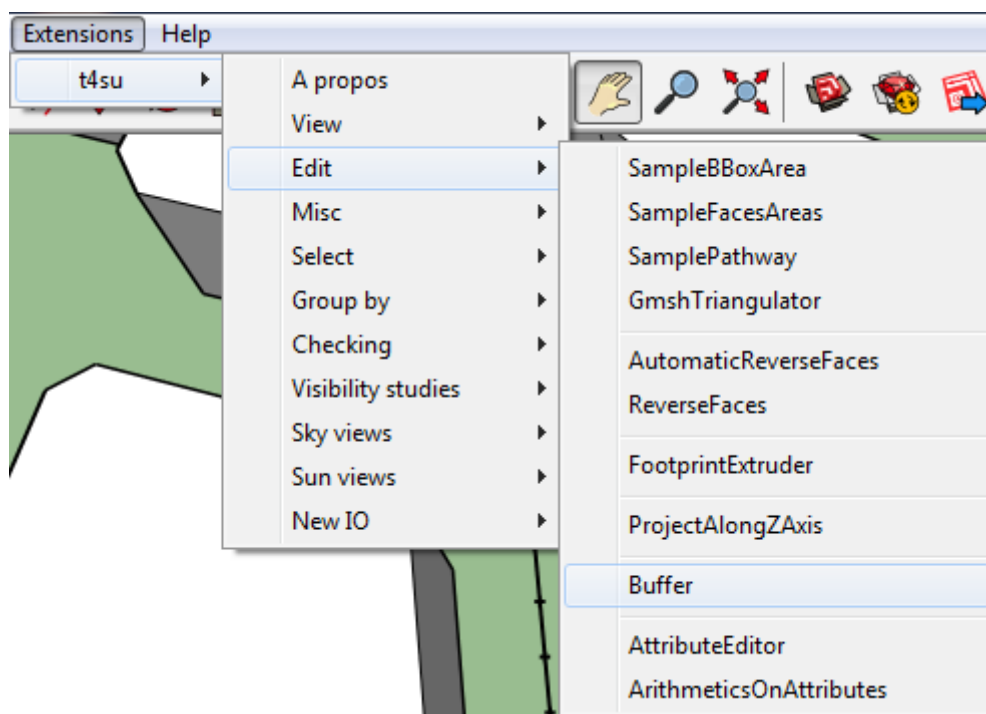 Extensions Help
t4su
A propos
View
Edit
Misc
Select
Group by
Checking
Visibility studies
Sky views
Sun views
New IO
SampleBBoxArea
SampleFacesAreas
SamplePathway
GmshTriangulator
AutomaticReverseFaces
ReverseFaces
FootprintExtruder
ProjectAlongZAxis
Buffer
AttributeEditor
ArithmeticsOnAttributes